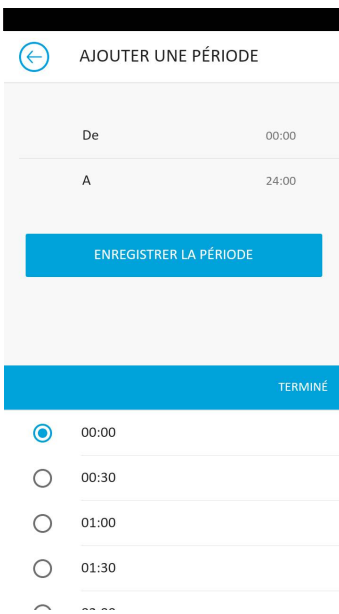 AJOUTER UNE PÉRIODE
De 00:00
A 24:00
ENREGISTRER LA PÉRIODE
TERMINÉ
00:00
00:30
01:00
01:30